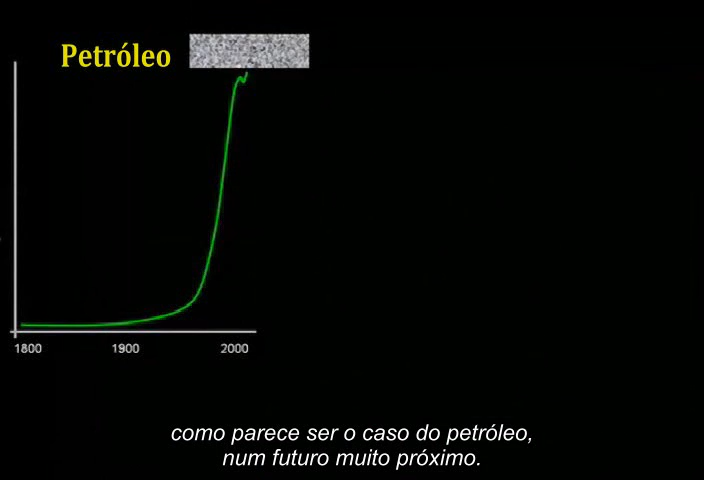 Petróleo
1800 1900 2000
como parece ser o caso do petróleo,
num futuro muito próximo.